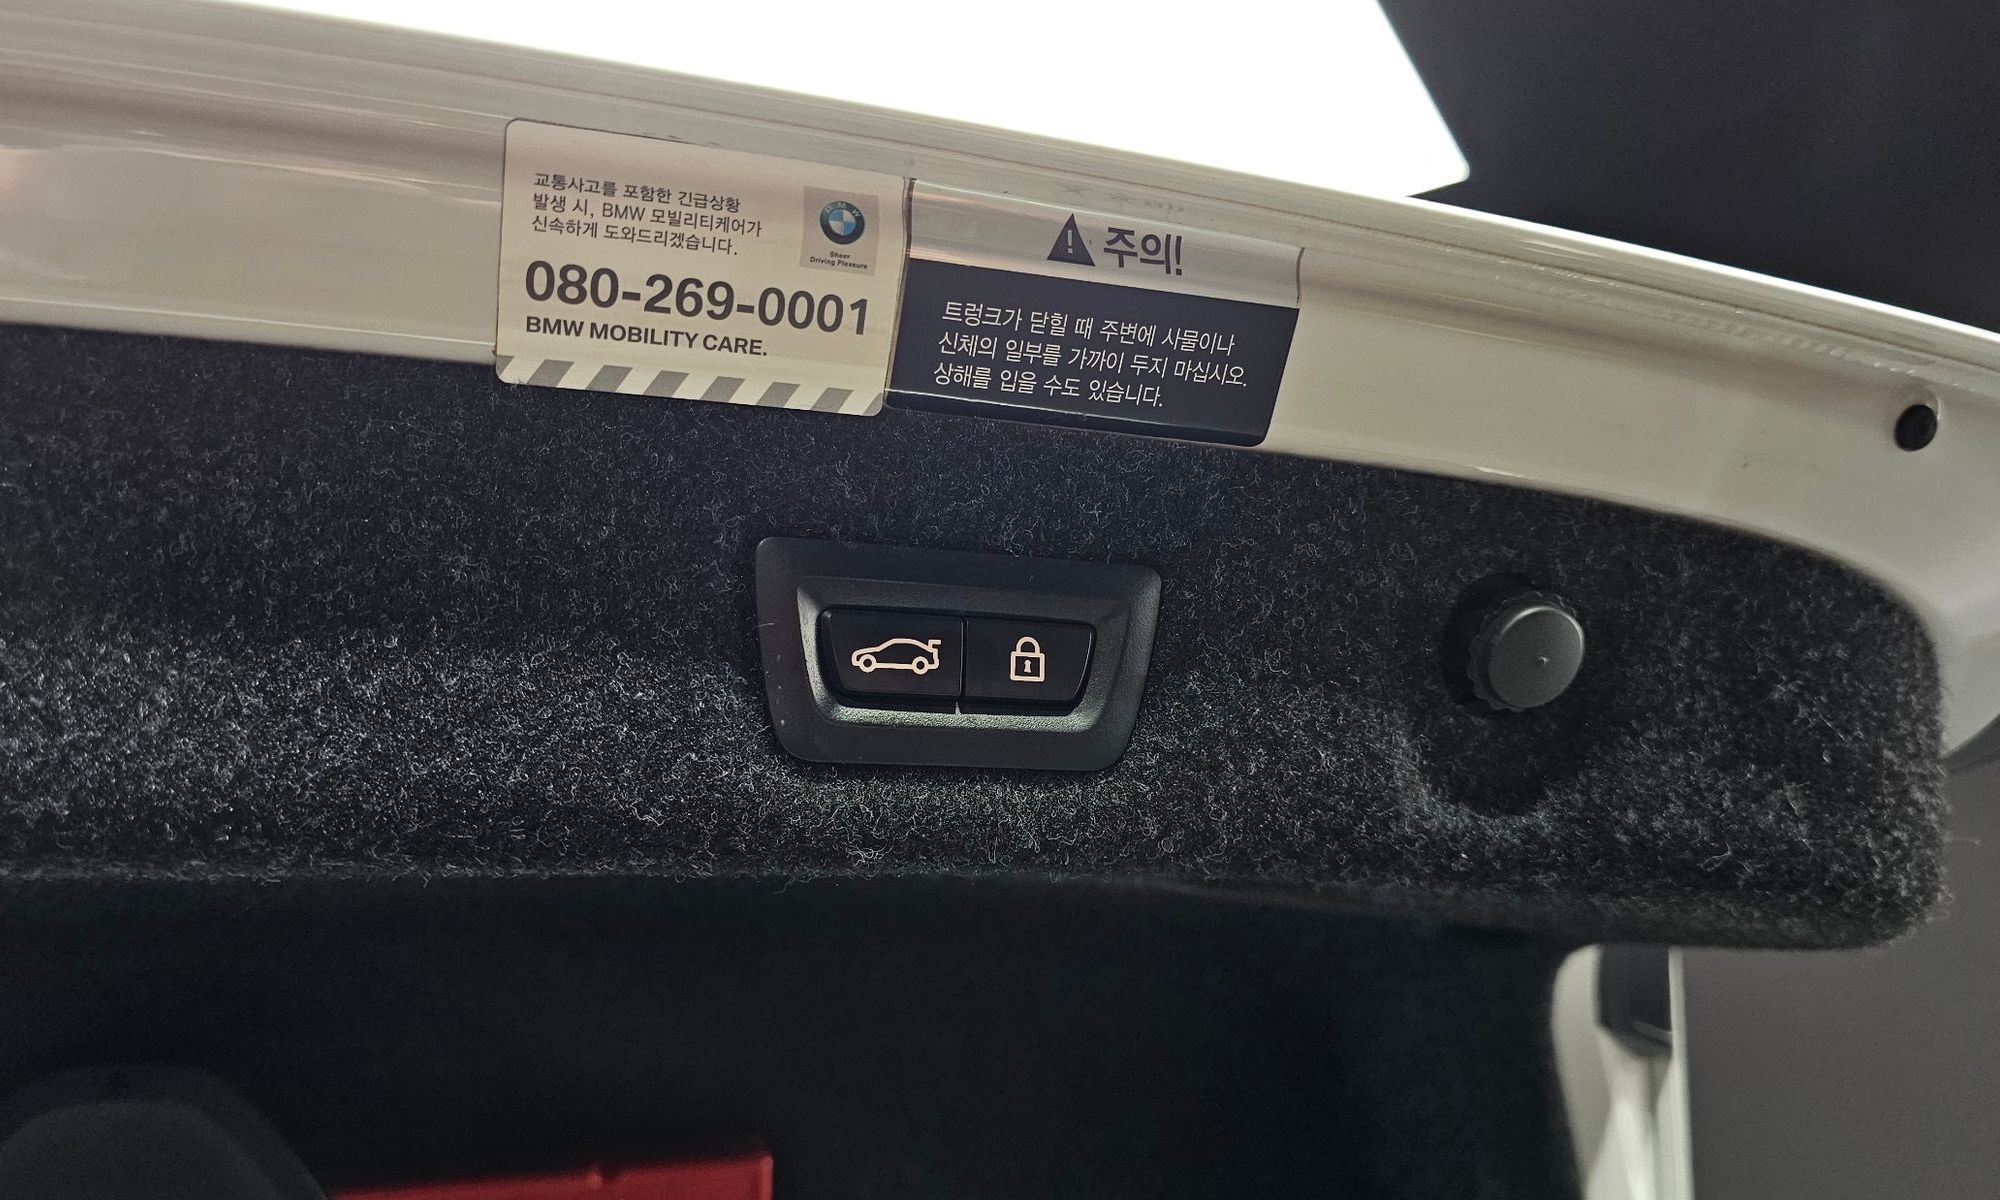 교통사고를 포함한 긴급상황
발생 시, BMW 모빌리티케어가
신속하게 도와드리겠습니다.
BMW
Sheer
Driving Pleasure
080-269-0001
BMW MOBILITY CARE.
주의!
트렁크가 닫힐 때 주변에 사물이나
신체의 일부를 가까이 두지 마십시오.
상해를 입을 수도 있습니다.